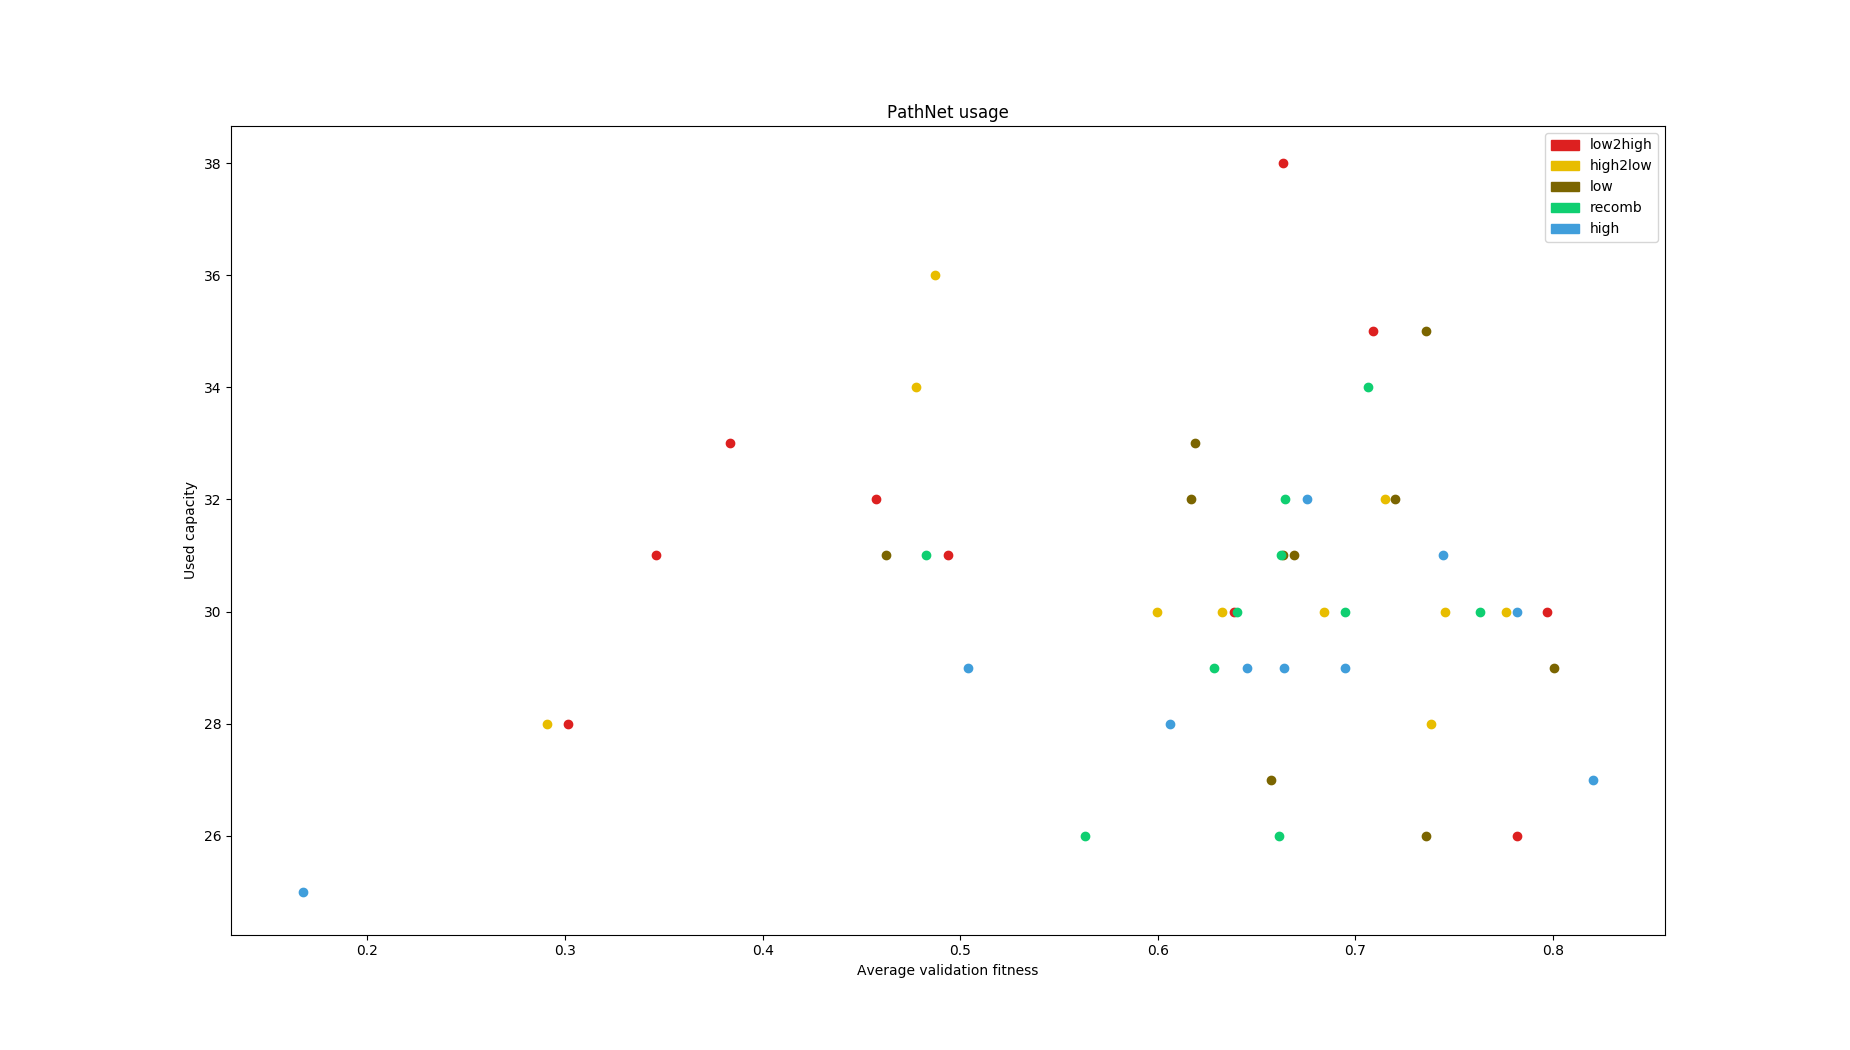 PathNet usage
low2high
high2low
low
recomb
high
38
36
34
32
30
28
26
Used capacity
0.2 0.3 0.4 0.5 0.6 0.7 0.8
Average validation fitness